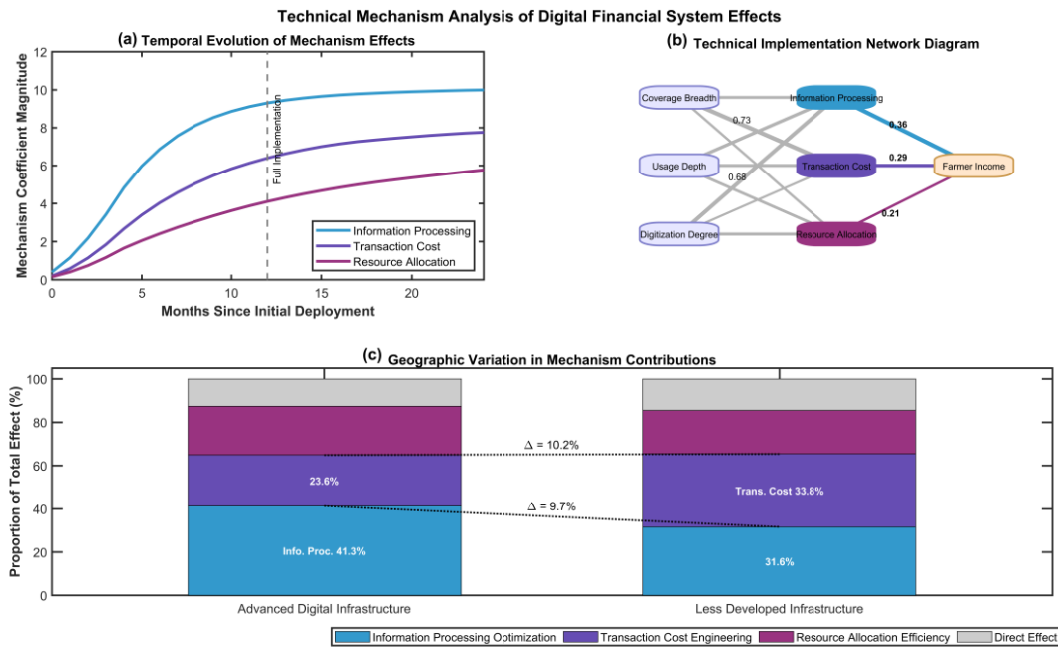 Technical Mechanism Analysis of Digital Financial System Effects
(a) Temporal Evolution of Mechanism Effects
Mechanism Coefficient Magnitude
12
10
8
6
4
2
0
0
5
10
15
20
Months Since Initial Deployment
Full Implementation
Information Processing
Transaction Cost
Resource Allocation
(b) Technical Implementation Network Diagram
Coverage Breadth
Usage Depth
Digitization Degree
0.73
0.68
Information Processing
Transaction Cost
Resource Allocation
0.36
0.29
0.21
Farmer Income
(c) Geographic Variation in Mechanism Contributions
Proportion of Total Effect (%)
100
80
60
40
20
0
23.6%
Info. Proc. 41.3%
Δ = 10.2%
Δ = 9.7%
Trans. Cost 33.8%
31.6%
Advanced Digital Infrastructure
Less Developed Infrastructure
Information Processing Optimization
Transaction Cost Engineering
Resource Allocation Efficiency
Direct Effect